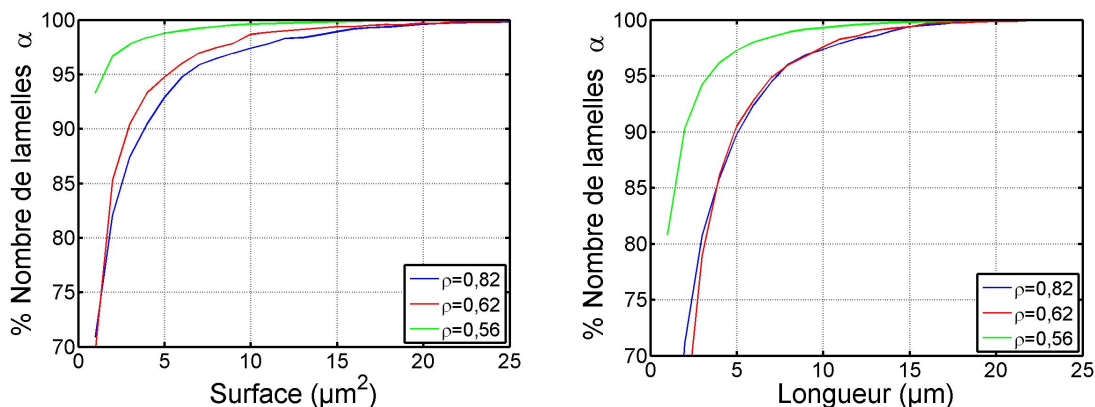 % Nombre de lamelles α
100
95
90
85
80
75
70
0
5
10
15
20
25
Surface (µm²)
ρ=0,82
ρ=0,62
ρ=0,56
% Nombre de lamelles α
100
95
90
85
80
75
70
0
5
10
15
20
25
Longueur (µm)
ρ=0,82
ρ=0,62
ρ=0,56